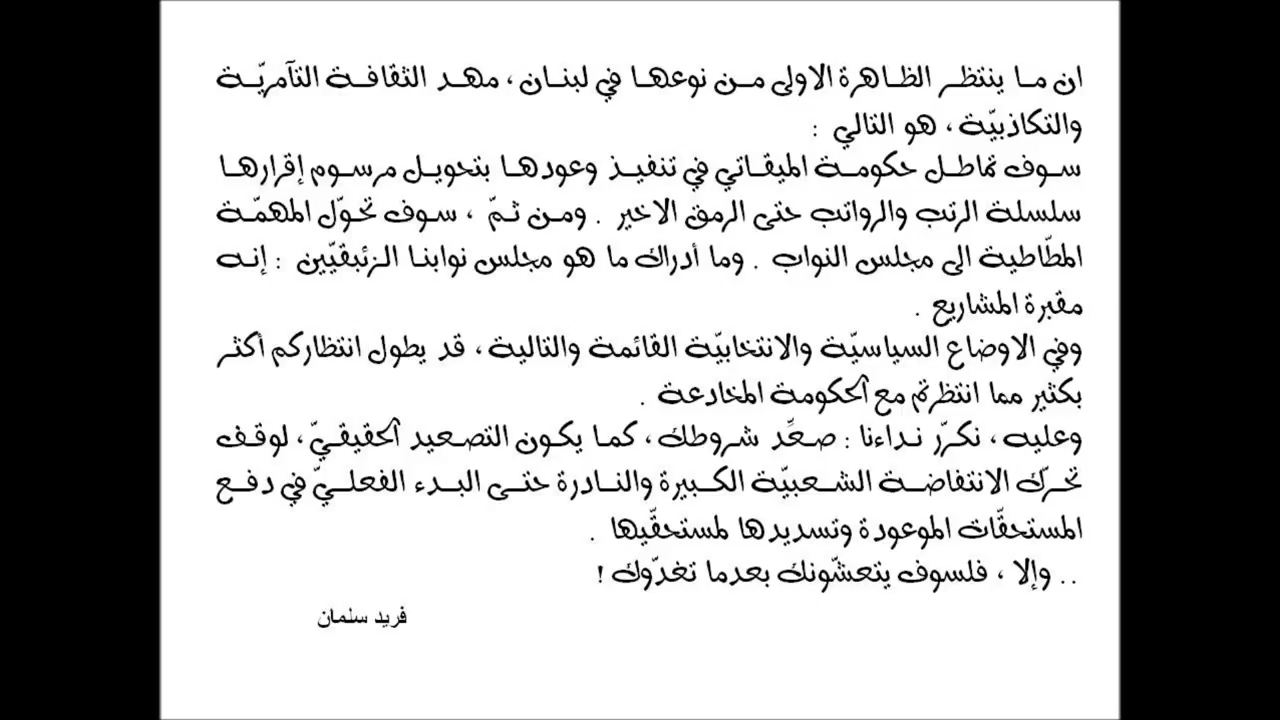 ان ما ينتظر الظاهرة الاولى من نوعها في لبنان، مهد الثقافة التآمريّة
والتكاذبيّة، هو التالي :
سوف تماطل حكومة الميقاتي في تنفيذ وعودها بتحويل مرسوم إقرارها
سلسلة الرتب والرواتب حتى الرمق الاخير . ومن ثمّ ، سوف تحوّل المهمّة
المطّاطية الى مجلس النواب . وما أدراك ما هو مجلس نوابنا الزئبقيّين : إنه
مقبرة المشاريع .
وفي الاوضاع السياسيّة والانتخابيّة القائمة والتالية، قد يطول انتظاركم أكثر
بكثير مما انتظرتم مع الحكومة المخادعة .
وعليه، نكرّر نداءنا : صعِّد شروطك، كما يكون التصعيد الحقيقيّ، لوقف
تحرّك الانتفاضة الشعبيّة الكبيرة والنادرة حتى البدء الفعليّ في دفع
المستحقّات الموعودة وتسديدها لمستحقّيها .
.. وإلا ، فلسوف يتعشّونك بعدما تغدّوك !
فريد سلمان